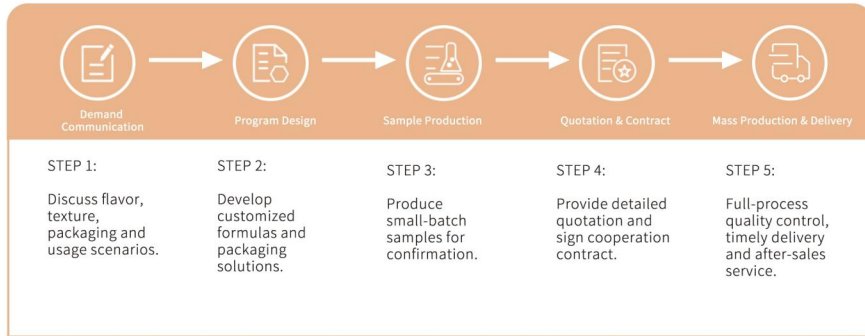 Demand
Communication
Program Design
Sample Production
Quotation & Contract
Mass Production & Delivery
STEP 1:
Discuss flavor,
texture,
packaging and
usage scenarios.
STEP 2:
Develop
customized
formulas and
packaging
solutions.
STEP 3:
Produce
small-batch
samples for
confirmation.
STEP 4:
Provide detailed
quotation and
sign cooperation
contract.
STEP 5:
Full-process
quality control,
timely delivery
and after-sales
service.